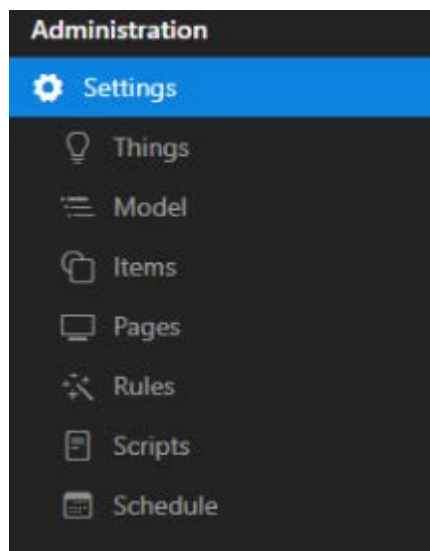 Administration
Settings
Things
Model
Items
Pages
Rules
Scripts
Schedule